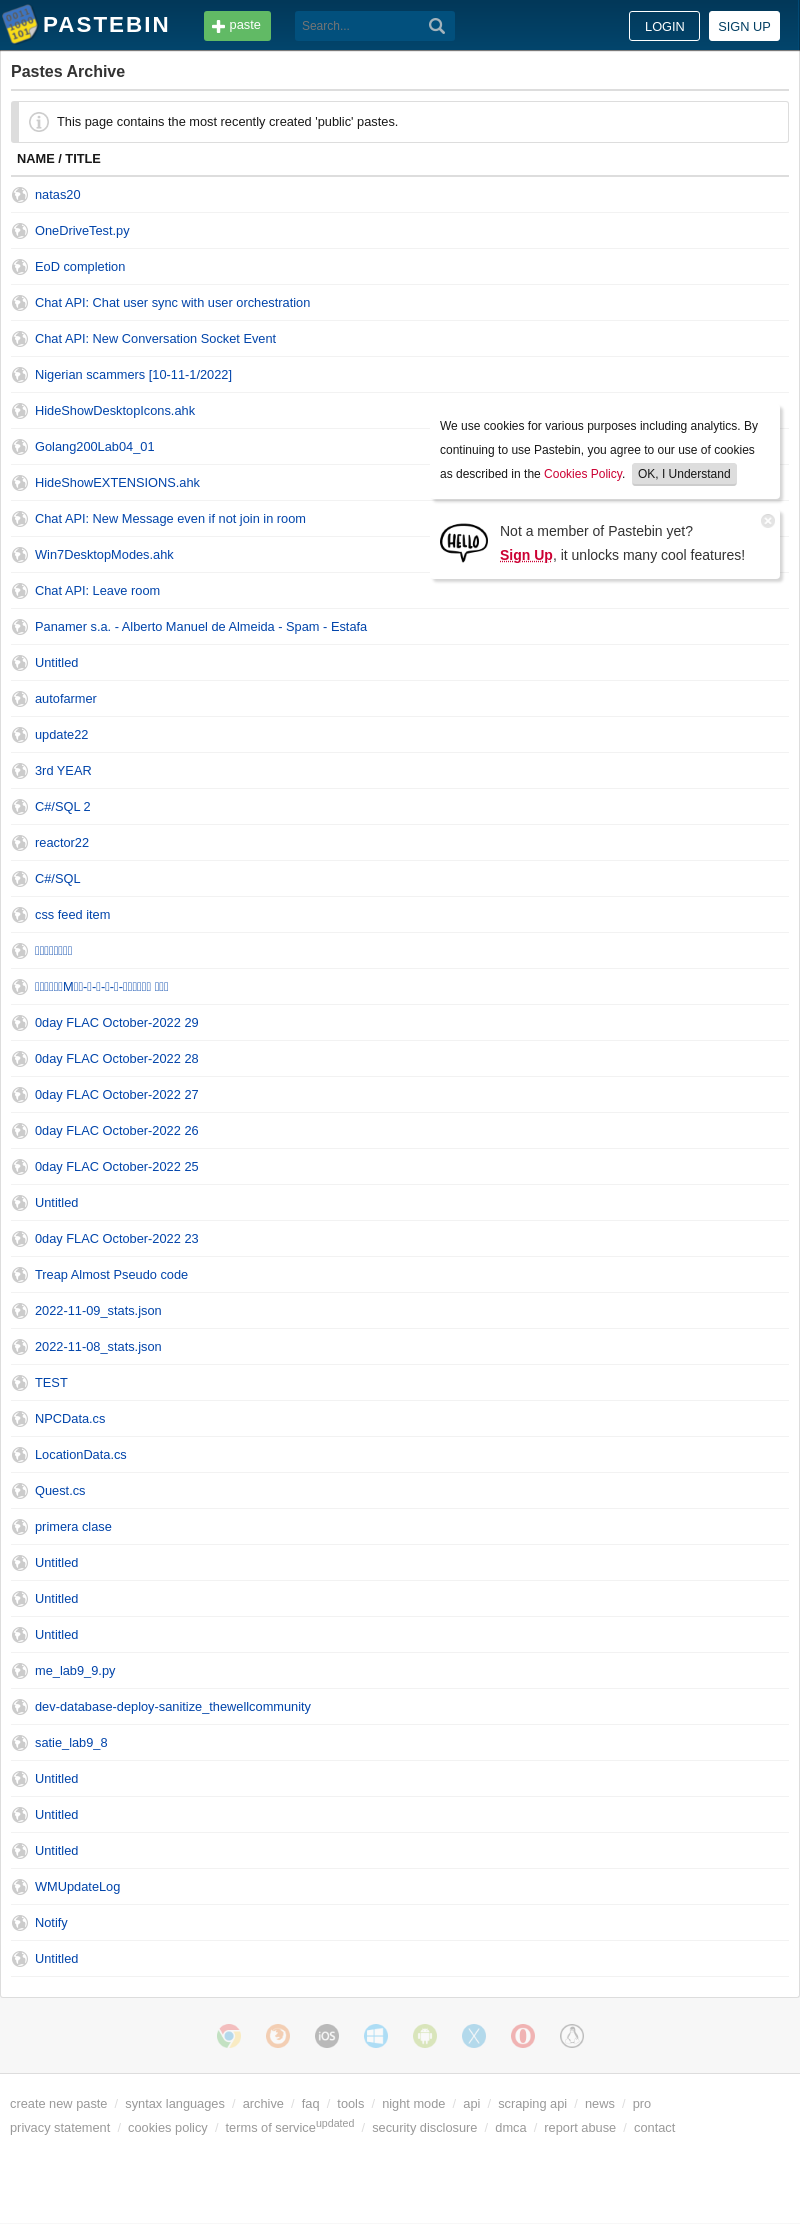 PASTEBIN
paste
Search...
LOGIN
SIGN UP
Pastes Archive
This page contains the most recently created 'public' pastes.
NAME / TITLE
natas20
OneDriveTest.py
EoD completion
Chat API: Chat user sync with user orchestration
Chat API: New Conversation Socket Event
Nigerian scammers [10-11-1/2022]
HideShowDesktopIcons.ahk
Golang200Lab04_01
HideShowEXTENSIONS.ahk
Chat API: New Message even if not join in room
Win7DesktopModes.ahk
Chat API: Leave room
We use cookies for various purposes including analytics. By
continuing to use Pastebin, you agree to our use of cookies
as described in the Cookies Policy. OK, I Understand
HELLO
Not a member of Pastebin yet?
Sign Up, it unlocks many cool features!
Panamer s.a. - Alberto Manuel de Almeida - Spam - Estafa
Untitled
autofarmer
update22
3rd YEAR
C#/SQL 2
reactor22
C#/SQL
css feed item
0day FLAC October-2022 29
0day FLAC October-2022 28
0day FLAC October-2022 27
0day FLAC October-2022 26
0day FLAC October-2022 25
Untitled
0day FLAC October-2022 23
Treap Almost Pseudo code
2022-11-09_stats.json
2022-11-08_stats.json
TEST
NPCData.cs
LocationData.cs
Quest.cs
primera clase
Untitled
Untitled
Untitled
me_lab9_9.py
dev-database-deploy-sanitize_thewellcommunity
satie_lab9_8
Untitled
Untitled
Untitled
WMUpdateLog
Notify
Untitled
iOS
create new paste / syntax languages / archive / faq / tools / night mode / api / scraping api / news / pro
privacy statement / cookies policy / terms of serviceupdated / security disclosure / dmca / report abuse / contact